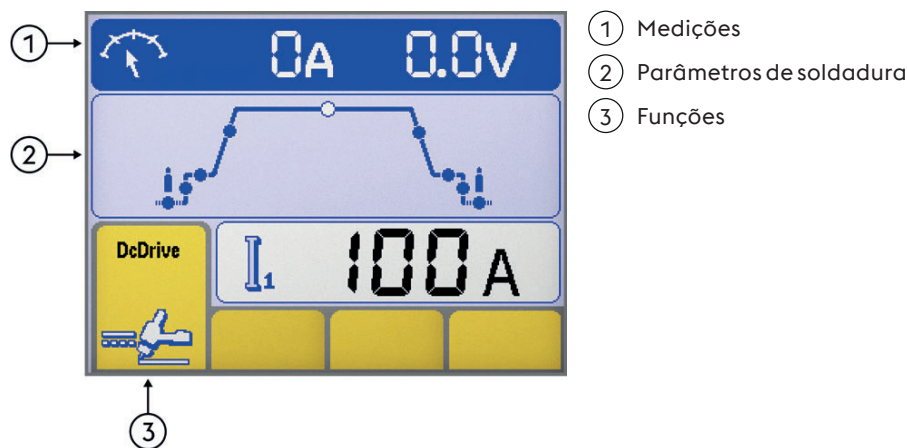 1 0A 0.0V
2
DcDrive I1 100A
3
1 Medições
2 Parâmetros de soldadura
3 Funções